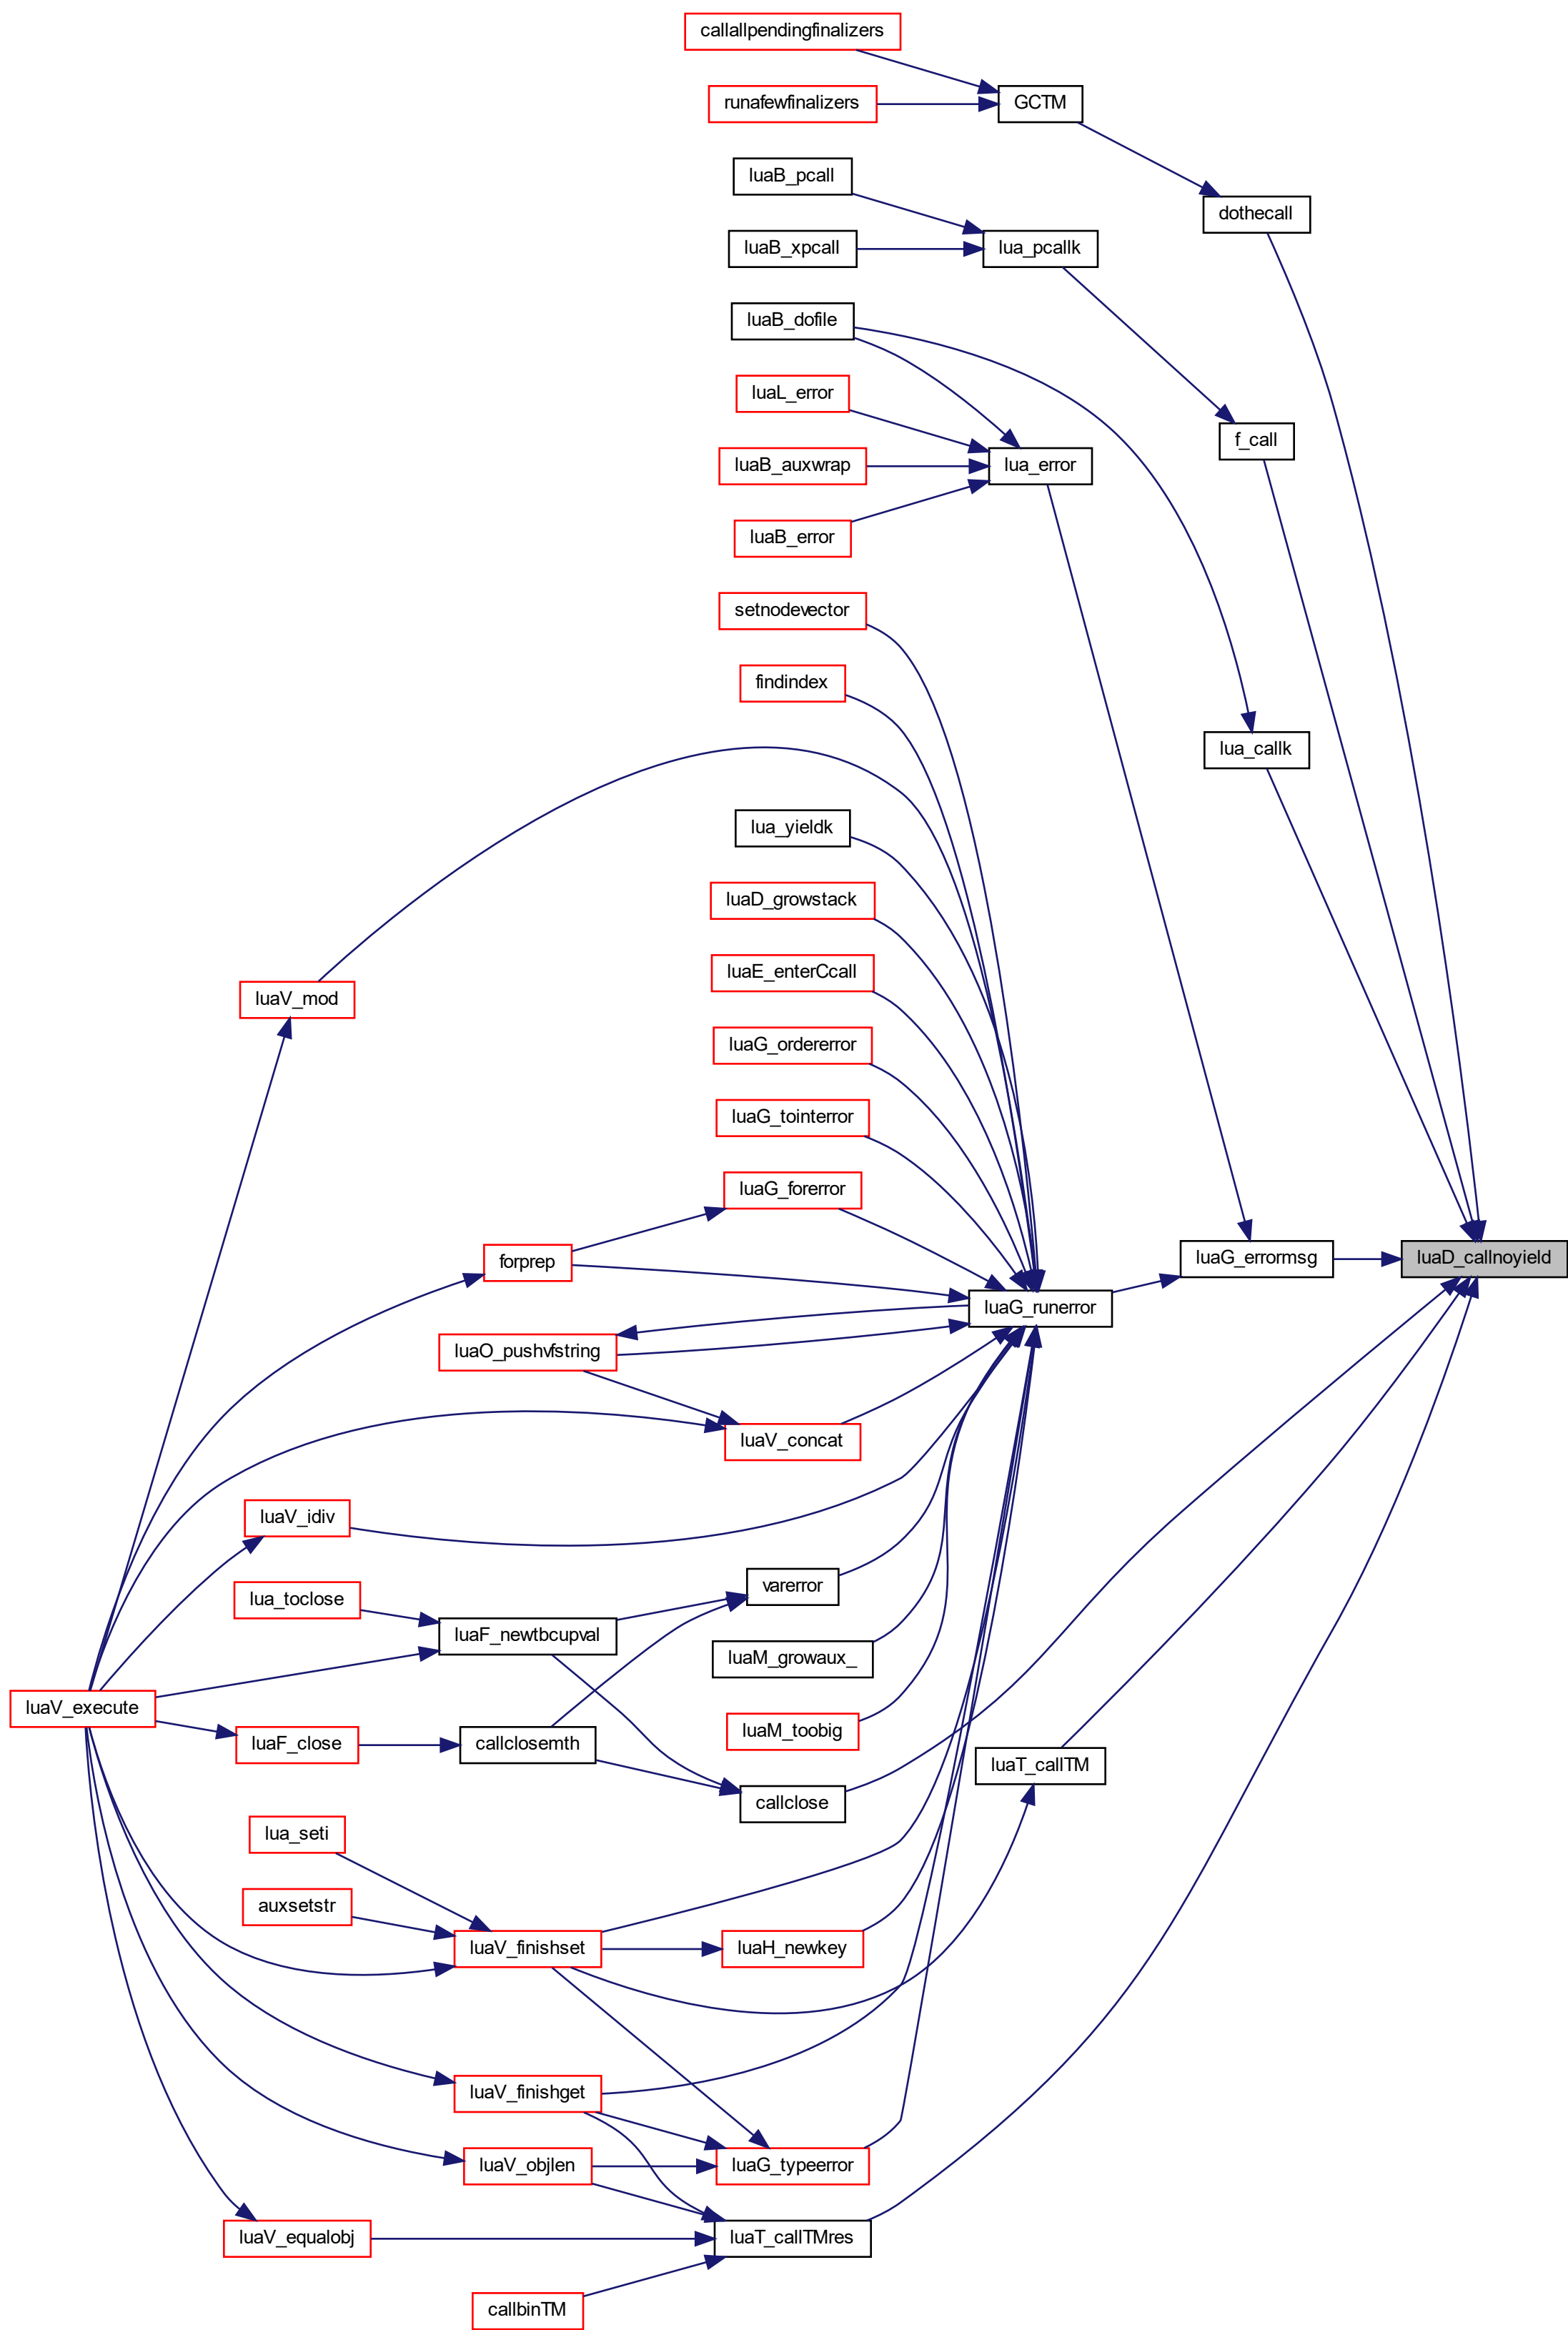 callallpendingfinalizers
runafewfinalizers
GCTM
luaB_pcall
dothecall
luaB_xpcall
lua_pcallk
luaB_dofile
luaL_error
f_call
luaB_auxwrap
lua_error
luaB_error
setnodevector
findindex
lua_callk
lua_yieldk
luaD_growstack
luaE_enterCcall
luaV_mod
luaG_ordererror
luaG_tointerror
luaG_forerror
forprep
luaG_errormsg
luaD_callnoyield
luaG_runerror
luaO_pushvfstring
luaV_concat
luaV_idiv
varerror
lua_toclose
luaF_newtbcupval
luaM_growaux_
luaV_execute
luaM_toobig
luaF_close
callclosemth
luaT_callTM
callclose
lua_seti
auxsetstr
luaV_finishset
luaH_newkey
luaV_finishget
luaV_objlen
luaG_typeerror
luaV_equalobj
luaT_callTMres
callbinTM